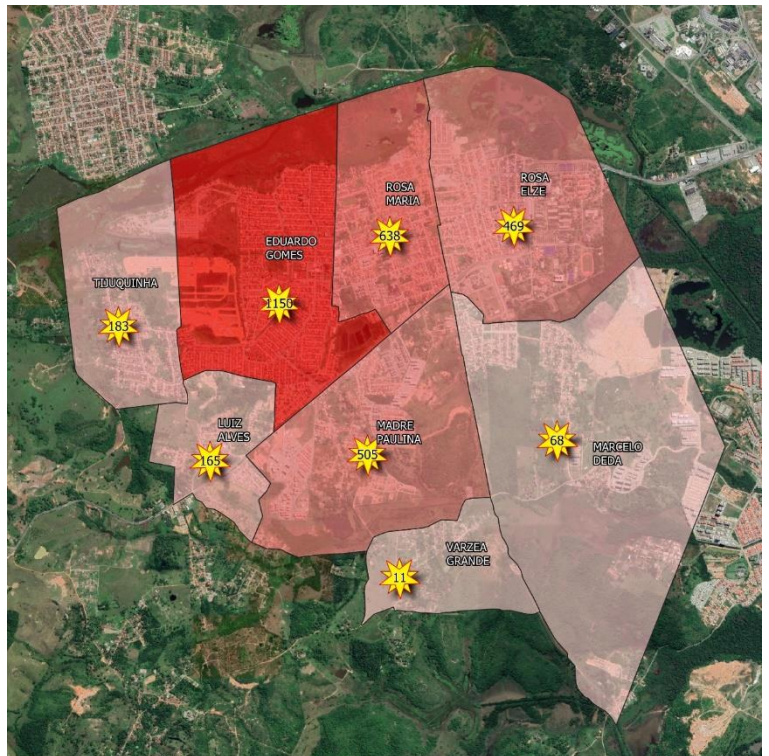 ROSA
MARIA
638
ROSA
ELZE
469
EDUARDO
GOMES
1150
TIJUQUINHA
183
LUIZ
ALVES
165
MADRE
PAULINA
505
68
MARCELO
DEDA
VARZEA
GRANDE
11